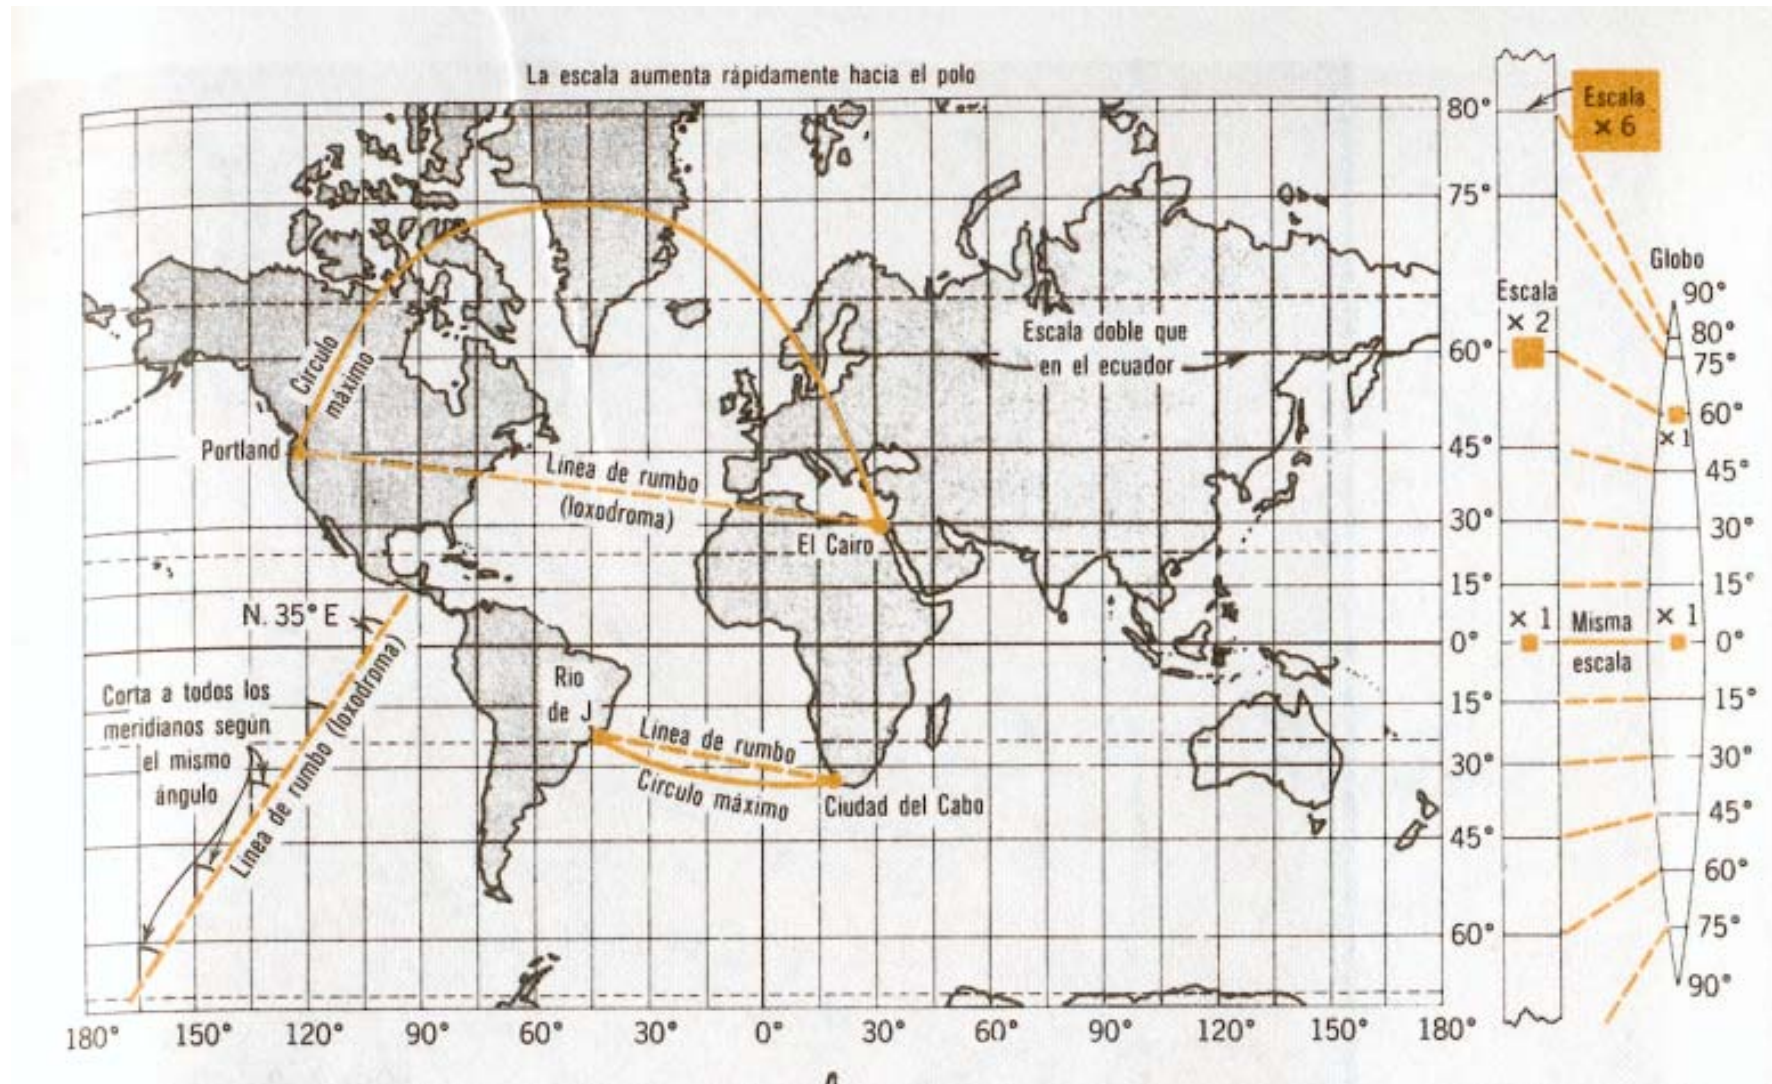 La escala aumenta rápidamente hacia el polo
80°
75°
60°
45°
30°
15°
0°
15°
30°
45°
60°
Escala
× 6
Globo
90°
80°
75°
60°
× 1
45°
30°
15°
0°
15°
30°
45°
60°
75°
90°
Escala
× 2
× 1
Misma
escala
× 1
Escala doble que
en el ecuador
Círculo
máximo
Portland
Linea de rumbo
(loxodroma)
El Cairo
N. 35° E
Corta a todos los
meridianos según
el mismo
ángulo
Linea de rumbo (loxodroma)
Rio
de J
Linea de rumbo
Círculo máximo
Ciudad del Cabo
180° 150° 120° 90° 60° 30° 0° 30° 60° 90° 120° 150° 180°